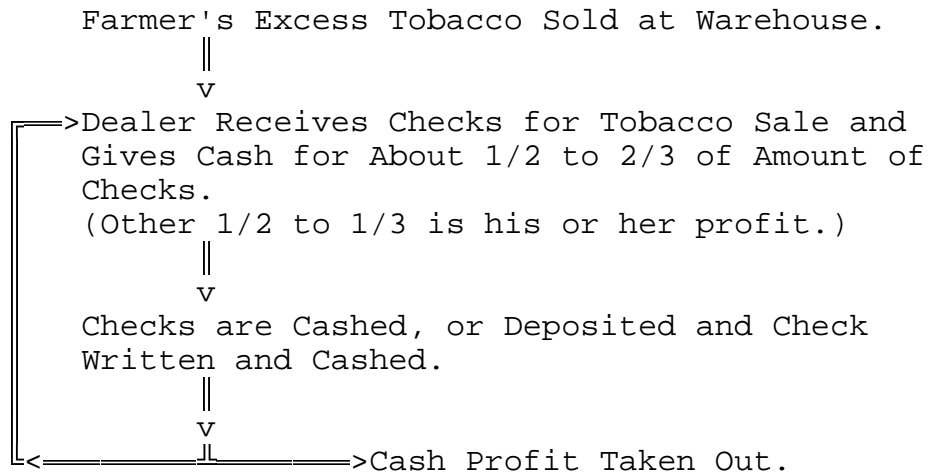 Farmer's Excess Tobacco Sold at Warehouse.
Dealer Receives Checks for Tobacco Sale and
Gives Cash for About 1/2 to 2/3 of Amount of
Checks.
(Other 1/2 to 1/3 is his or her profit.)
Checks are Cashed, or Deposited and Check
Written and Cashed.
Cash Profit Taken Out.